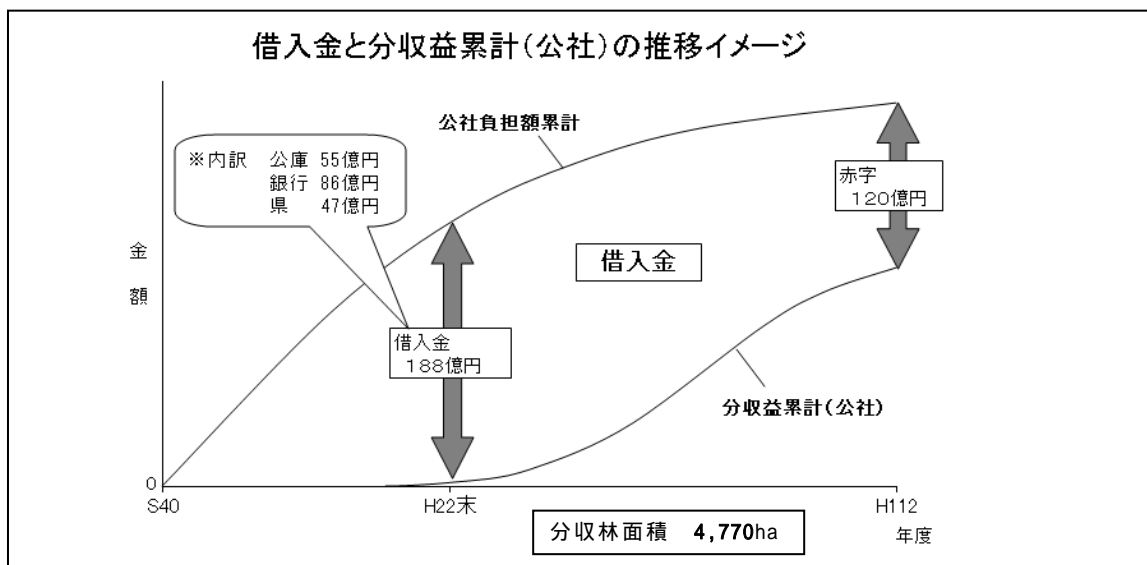 借入金と分収益累計(公社)の推移イメージ
公社負担額累計
※内訳 公庫 55億円
銀行 86億円
県 47億円
赤字
120億円
金額
借入金
借入金
188億円
分収益累計(公社)
0
S40
H22末
H112
年度
分収林面積 4,770ha